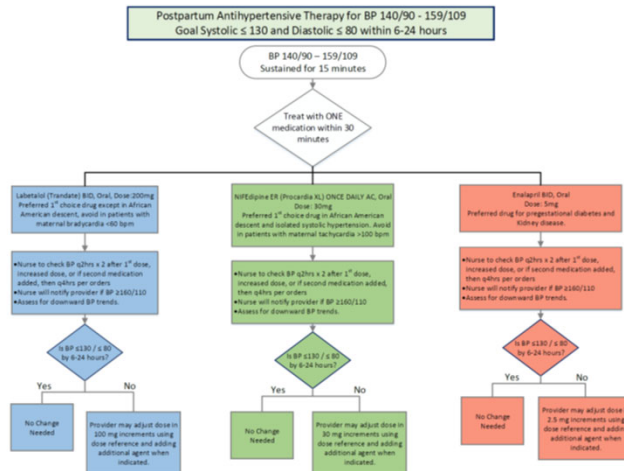 Postpartum Antihypertensive Therapy for BP 140/90 - 159/109
Goal Systolic ≤ 130 and Diastolic ≤ 80 within 6-24 hours
BP 140/90 – 159/109
Sustained for 15 minutes
Treat with ONE
medication within 30
minutes
Labetalol (Trandate) BID, Oral, Dose:200mg
Preferred 1st choice drug except in African
American descent, avoid in patients with
maternal bradycardia <60 bpm
•Nurse to check BP q2hrs x 2 after 1st dose,
increased dose, or if second medication
added, then q4hrs per orders
•Nurse will notify provider if BP ≥160/110
•Assess for downward BP trends.
Is BP ≤130 / ≤ 80
by 6-24 hours?
Yes
No
No Change
Needed
Provider may adjust dose in
100 mg increments using
dose reference and adding
additional agent when
indicated.
NIFEdipine ER (Procardia XL) ONCE DAILY AC, Oral
Dose: 30mg
Preferred 1st choice drug in African American
descent and isolated systolic hypertension. Avoid
in patients with maternal tachycardia >100 bpm
•Nurse to check BP q2hrs x 2 after 1st dose,
increased dose, or if second medication
added, then q4hrs per orders
•Nurse will notify provider if BP ≥160/110
•Assess for downward BP trends.
Is BP ≤130 / ≤ 80
by 6-24 hours?
Yes
No
No Change
Needed
Provider may adjust dose in
30 mg increments using
dose reference and adding
additional agent when
indicated.
Enalapril BID, Oral
Dose: 5mg
Preferred drug for pregestational diabetes and
Kidney disease.
•Nurse to check BP q2hrs x 2 after 1st dose,
increased dose, or if second medication
added, then q4hrs per orders
•Nurse will notify provider if BP ≥160/110
•Assess for downward BP trends.
Is BP ≤130 / ≤ 80
by 6-24 hours?
Yes
No
No Change
Needed
Provider may adjust dose in
2.5 mg increments using
dose reference and adding
additional agent when
indicated.